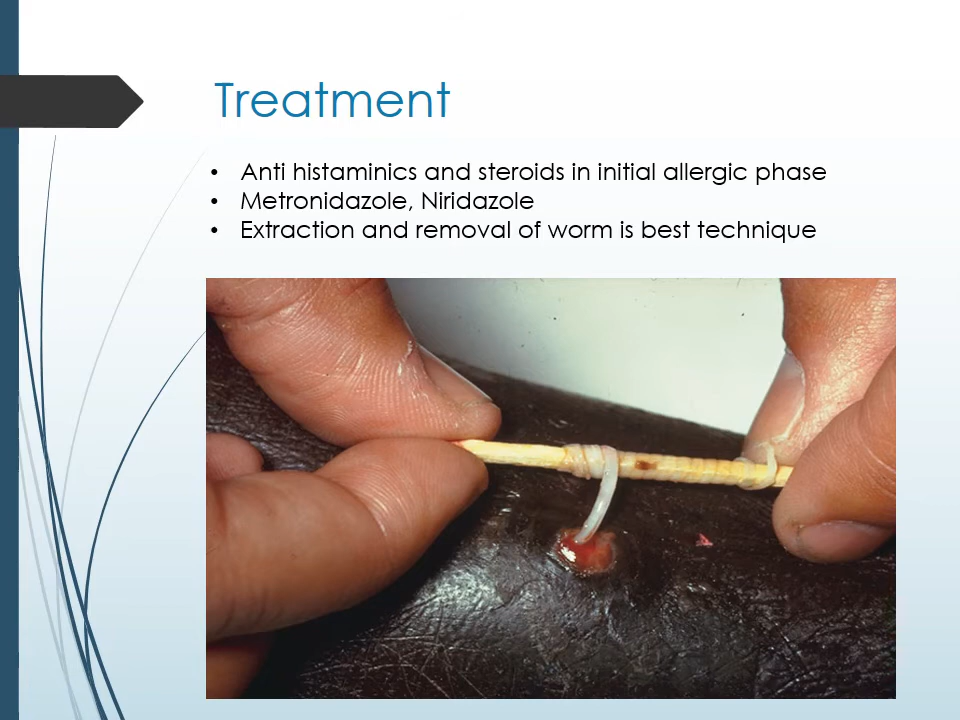 Treatment
• Anti histaminics and steroids in initial allergic phase
• Metronidazole, Niridazole
• Extraction and removal of worm is best technique